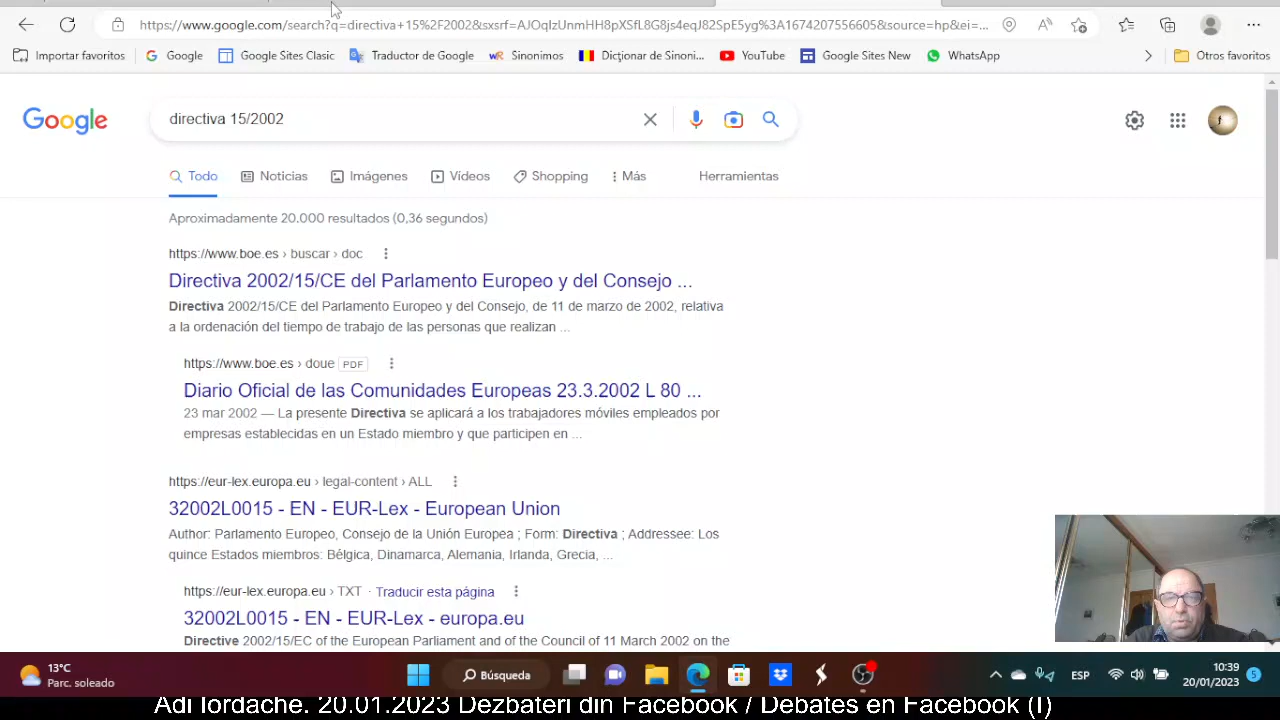 https://www.google.com/search?q=directiva+15%2F2002&sxsrf=AJOqlzUnmHH8pXSfL8G8js4eqJ82SpE5yg%3A1674207556605&source=hp&ei=...
Importar favoritos Google Google Sites Clasic Traductor de Google Sinonimos Dicționar de Sinoni... YouTube Google Sites New WhatsApp Otros favoritos
Google directiva 15/2002
Todo Noticias Imágenes Vídeos Shopping Más Herramientas
Aproximadamente 20.000 resultados (0,36 segundos)
https://www.boe.es › buscar › doc
Directiva 2002/15/CE del Parlamento Europeo y del Consejo ...
Directiva 2002/15/CE del Parlamento Europeo y del Consejo, de 11 de marzo de 2002, relativa
a la ordenación del tiempo de trabajo de las personas que realizan ...
https://www.boe.es › doue PDF
Diario Oficial de las Comunidades Europeas 23.3.2002 L 80 ...
23 mar 2002 — La presente Directiva se aplicará a los trabajadores móviles empleados por
empresas establecidas en un Estado miembro y que participen en ...
https://eur-lex.europa.eu › legal-content › ALL
32002L0015 - EN - EUR-Lex - European Union
Author: Parlamento Europeo, Consejo de la Unión Europea ; Form: Directiva ; Addressee: Los
quince Estados miembros: Bélgica, Dinamarca, Alemania, Irlanda, Grecia, ...
https://eur-lex.europa.eu › TXT · Traducir esta página
32002L0015 - EN - EUR-Lex - europa.eu
Directive 2002/15/EC of the European Parliament and of the Council of 11 March 2002 on the
13°C
Parc. soleado
Búsqueda
ESP
10:39
20/01/2023
5
Adi Iordache. 20.01.2023 Dezbateri din Facebook / Debates en Facebook (I)